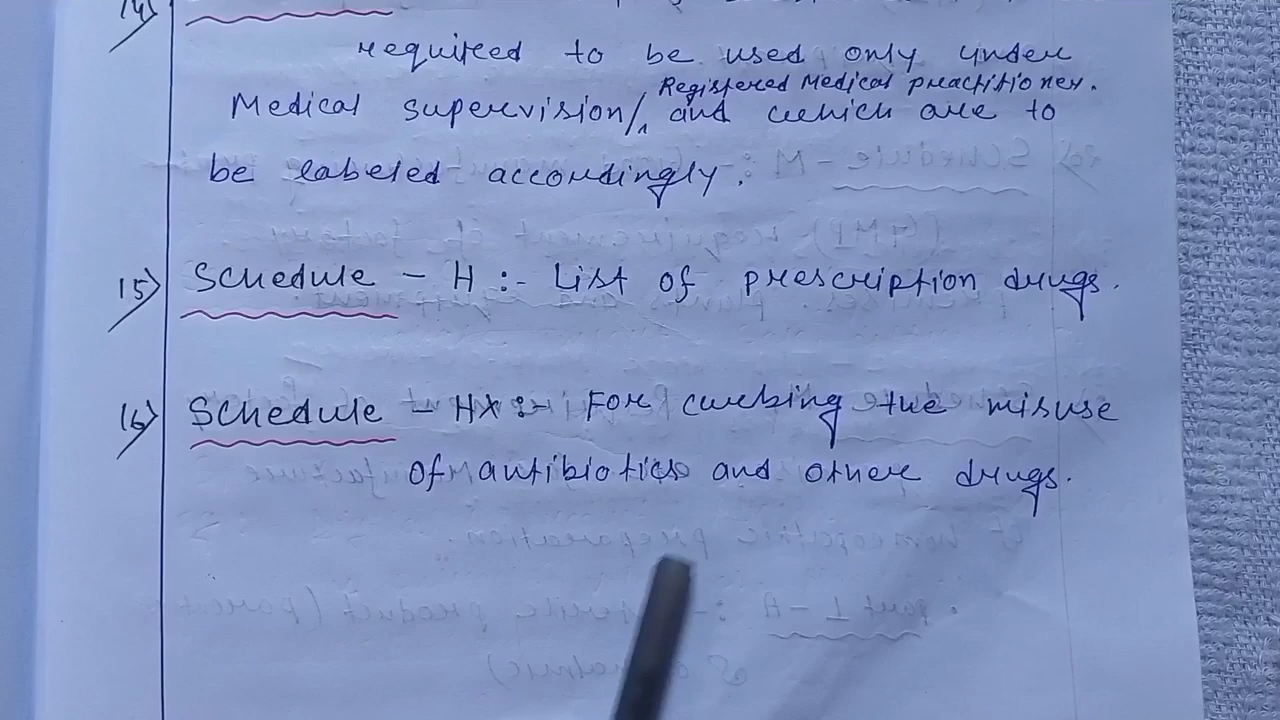 14)
required to be used only under
Registered Medical practitioner.
Medical supervision/ and which are to
be labeled accordingly.
15) Schedule - H :- List of prescription drugs.
16) Schedule - HX :- For curbing the misuse
of antibiotics and other drugs.